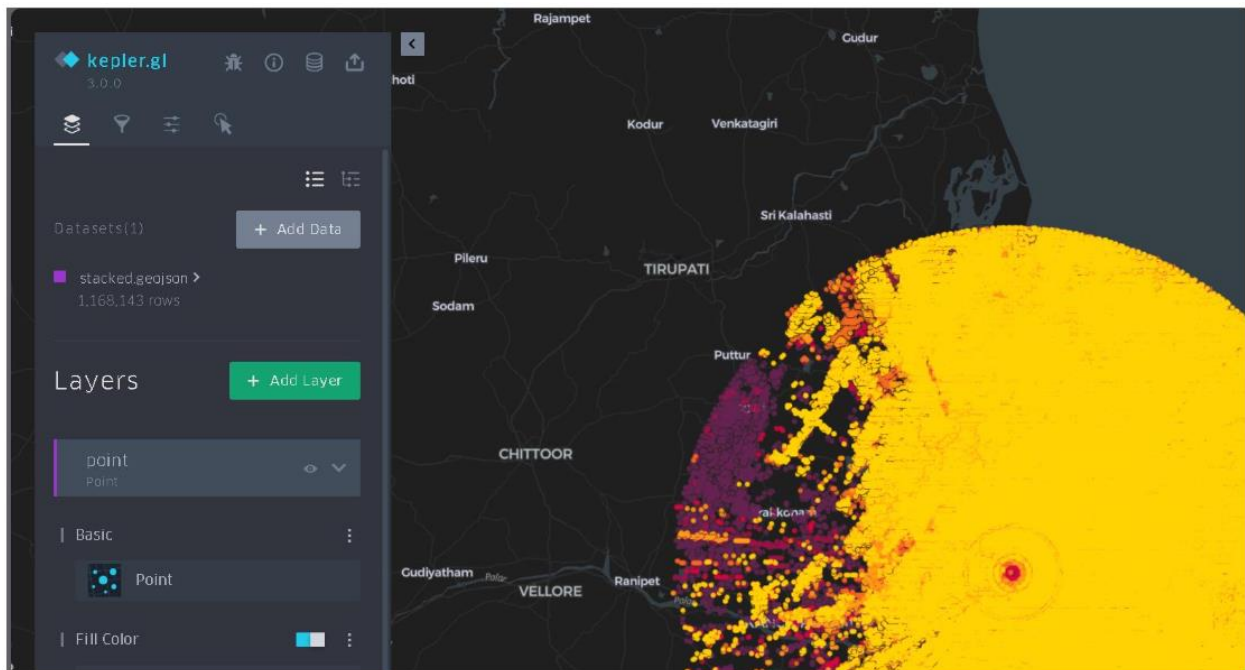 kepler.gl
3.0.0
Datasets(1)
+ Add Data
stacked.geojson
1,168,143 rows
Layers
+ Add Layer
point
Point
Basic
Point
Fill Color
Rajampet
Gudur
hoti
Kodur
Venkatagiri
Sri Kalahasti
Pileru
TIRUPATI
Sodam
Puttur
CHITTOOR
Gudiyatham
Palar
Ranipet
VELLORE